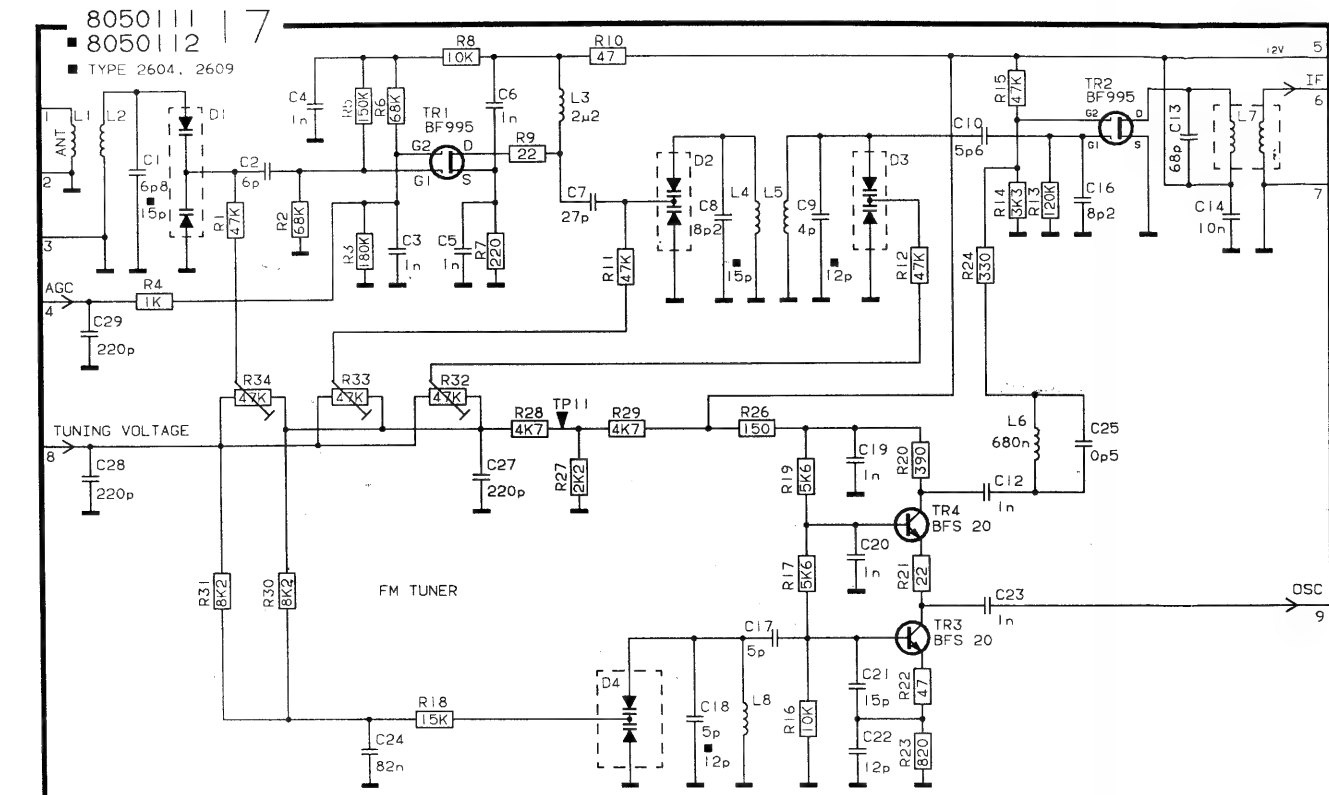 8050111 17
■ 8050112
■ TYPE 2604, 2609
R8
10K
R10
47
12V 5
IF
6
C4
1n
R5
150K
R6
68K
TR1
BF995
C6
1n
L3
2µ2
R9
22
G2 D
G1 S
R15
47K
TR2
BF995
G2 D
G1 S
C13
68p
L7
1
ANT
L1
L2
D1
2
C1
6p8
■ 15p
C2
6p
R1
47K
R2
68K
C7
27p
D2
C8
8p2
■ 15p
L4
L5
C9
4p
■ 12p
D3
C10
5p6
R14
3K3
R13
120K
C16
8p2
C14
10n
7
3
R3
180K
C3
1n
C5
1n
R7
220
R11
47K
R12
47K
R24
330
AGC
4
R4
1K
C29
220p
R34
47K
R33
47K
R32
47K
R28
4K7
TP11
R29
4K7
R26
150
L6
680n
C25
0p5
TUNING VOLTAGE
8
C28
220p
C27
220p
R27
2K2
R19
5K6
C19
1n
R20
390
C12
1n
TR4
BFS 20
C20
1n
R31
8K2
R30
8K2
FM TUNER
R17
5K6
R21
22
C23
1n
OSC
9
TR3
BFS 20
C17
5p
D4
C18
5p
■ 12p
L8
R16
10K
C21
15p
R22
47
R18
15K
C24
82n
C22
12p
R23
820